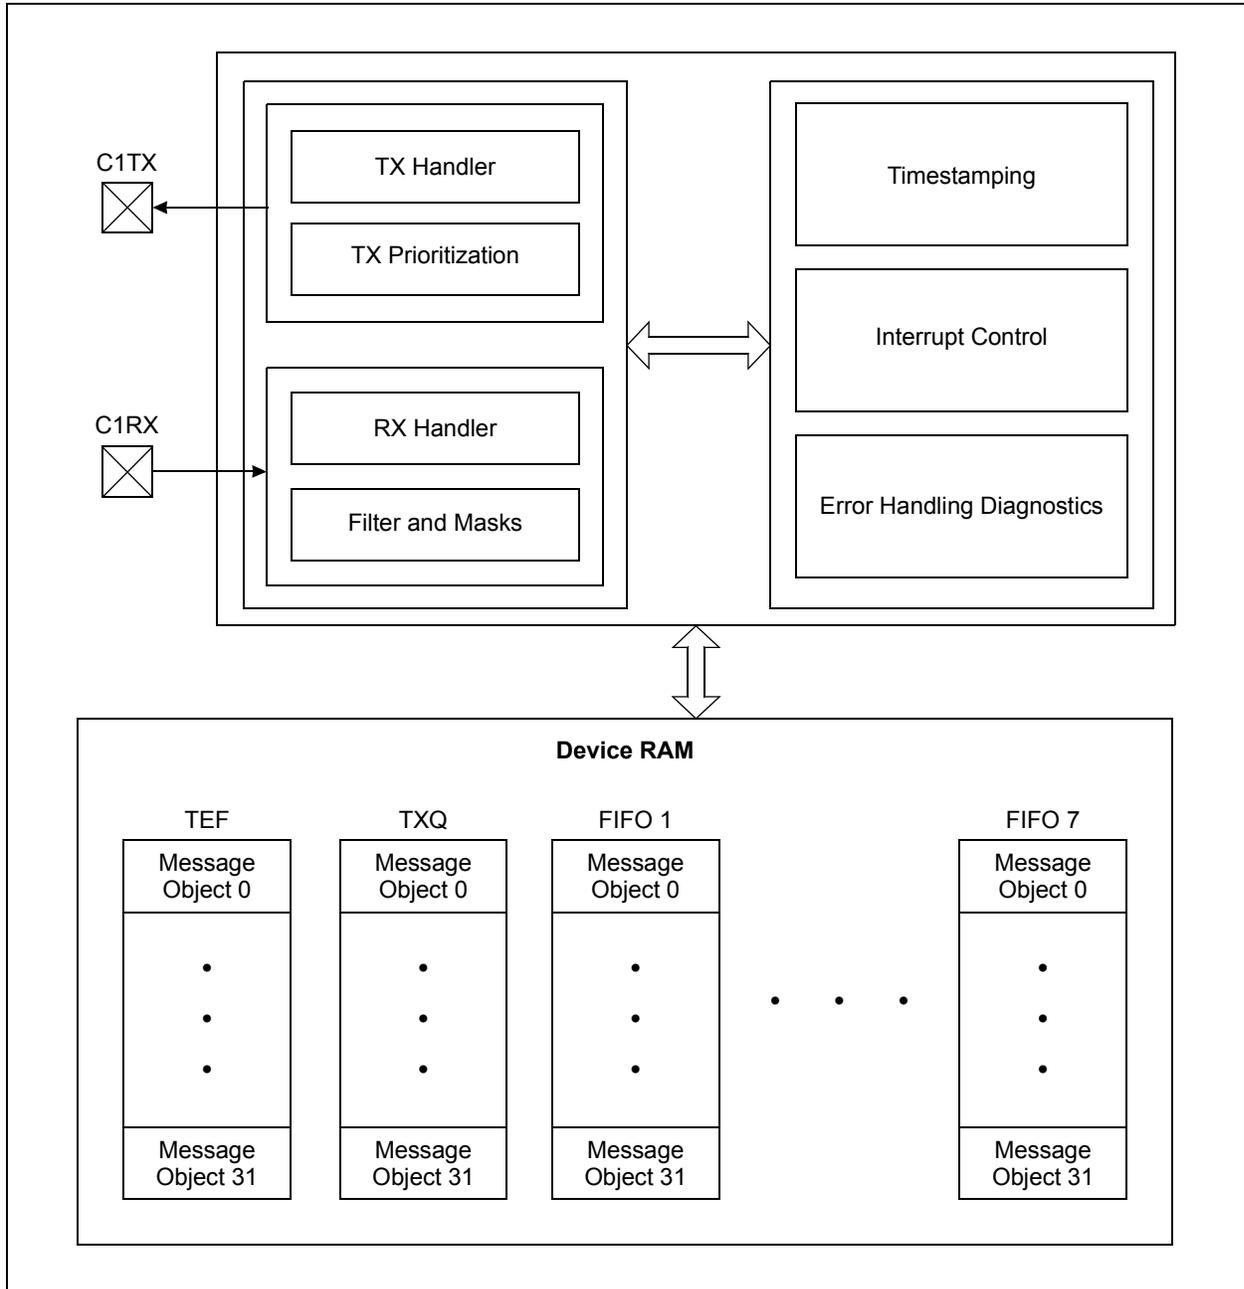 C1TX
TX Handler
TX Prioritization
C1RX
RX Handler
Filter and Masks
Timestamping
Interrupt Control
Error Handling Diagnostics
Device RAM
TEF
Message
Object 0
Message
Object 31
TXQ
Message
Object 0
Message
Object 31
FIFO 1
Message
Object 0
Message
Object 31
FIFO 7
Message
Object 0
Message
Object 31